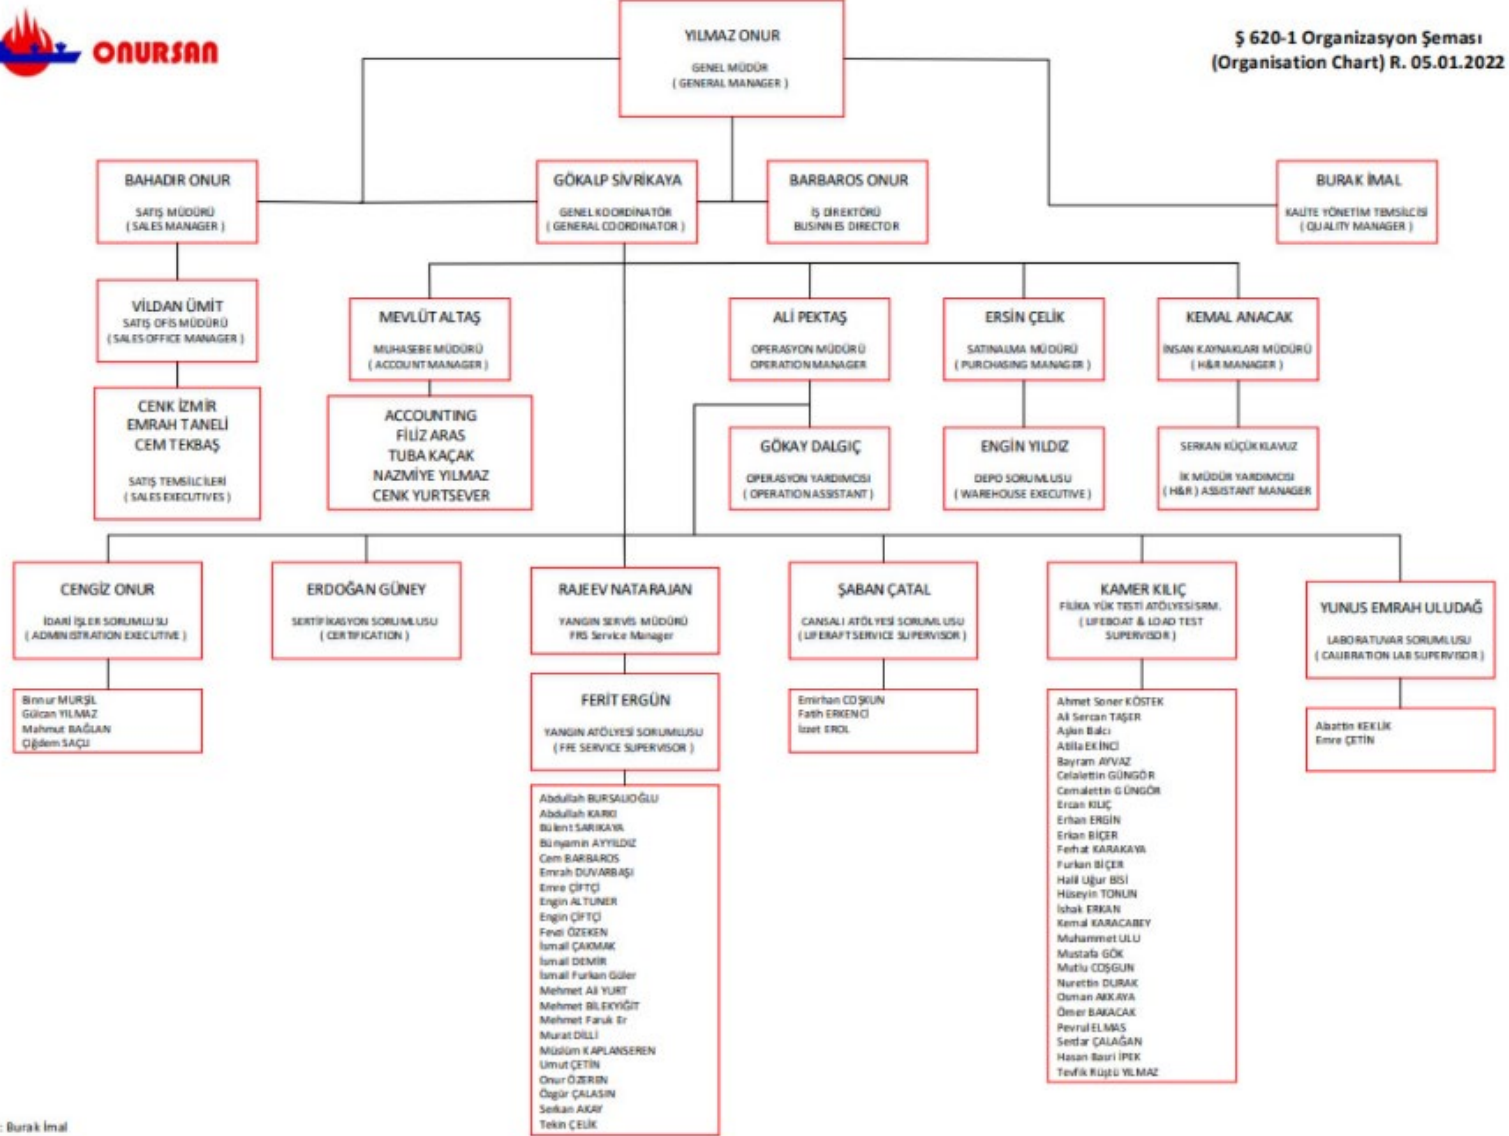 ONURSAN
Ş 620-1 Organizasyon Şeması
(Organisation Chart) R. 05.01.2022
YILMAZ ONUR
GENEL MÜDÜR
( GENERAL MANAGER )
BAHADIR ONUR
SATIŞ MÜDÜRÜ
( SALES MANAGER )
GÖKALP SİVRİKAYA
GENEL KOORDİNATÖR
( GENERAL COORDINATOR )
BARBAROS ONUR
İŞ DİREKTÖRÜ
BUSINNES DIRECTOR
BURAK İMAL
KALİTE YÖNETİM TEMSİLCİSİ
( QUALITY MANAGER )
VİLDAN ÜMİT
SATIŞ OFİS MÜDÜRÜ
( SALES OFFICE MANAGER )
MEVLÜT ALTAŞ
MUHASEBE MÜDÜRÜ
( ACCOUNT MANAGER )
ALİ PEKTAŞ
OPERASYON MÜDÜRÜ
OPERATION MANAGER
ERSİN ÇELİK
SATINALMA MÜDÜRÜ
( PURCHASING MANAGER )
KEMAL ANACAK
İNSAN KAYNAKLARI MÜDÜRÜ
( H&R MANAGER )
CENK İZMİR
EMRAH TANELİ
CEM TEKBAŞ
SATIŞ TEMSİLCİLERİ
( SALES EXECUTIVES )
ACCOUNTING
FİLİZ ARAS
TUBA KAÇAK
NAZMİYE YILMAZ
CENK YURTSEVER
GÖKAY DALGIÇ
OPERASYON YARDIMCISI
( OPERATION ASSISTANT )
ENGİN YILDIZ
DEPO SORUMLUSU
( WAREHOUSE EXECUTIVE )
SERKAN KÜÇÜKKLAVUZ
İK MÜDÜR YARDIMCISI
( H&R ) ASSISTANT MANAGER
CENGİZ ONUR
İDARİ İŞLER SORUMLUSU
( ADMINISTRATION EXECUTIVE )
ERDOĞAN GÜNEY
SERTİFİKASYON SORUMLUSU
( CERTIFICATION )
RAJEEV NATARAJAN
YANGIN SERVİS MÜDÜRÜ
FRS Service Manager
ŞABAN ÇATAL
CANSALI ATÖLYESİ SORUMLUSU
( LIFERAFT SERVICE SUPERVISOR )
KAMER KILIÇ
FİLİKA YÜK TESTİ ATÖLYESİ SRM.
( LIFEBOAT & LOAD TEST
SUPERVISOR )
YUNUS EMRAH ULUDAĞ
LABORATUVAR SORUMLUSU
( CALIBRATION LAB SUPERVISOR )
Binnur MURŞİL
Gülcan YILMAZ
Mahmut BAĞLAN
Çiğdem SAÇLI
FERİT ERGÜN
YANGIN ATÖLYESİ SORUMLUSU
( FFE SERVICE SUPERVISOR )
Emirhan COŞKUN
Fatih ERKENCİ
İzzet EROL
Alaattin KEKLİK
Emre ÇETİN
Abdullah BURSALIOĞLU
Abdullah KARKI
Bülent SARIKAYA
Bünyamin AYYILDIZ
Cem BARBAROS
Emrah DUVARBAŞI
Emre ÇİFTÇİ
Engin ALTUNER
Engin ÇİFTÇİ
Fevzi ÖZEKEN
İsmail ÇAKMAK
İsmail DEMİR
İsmail Furkan Güler
Mehmet Ali YURT
Mehmet BİLEKYİĞİT
Mehmet Faruk Er
Murat DİLLİ
Müslüm KAPLANSEREN
Umut ÇETİN
Onur ÖZEREN
Özgür ÇALASIN
Serkan AKAY
Tekin ÇELİK
Ahmet Soner KÖSTEK
Ali Sercan TAŞER
Aşkın Balcı
Atilla EKİNCİ
Bayram AYVAZ
Celalettin GÜNGÖR
Cemalettin GÜNGÖR
Ercan KILIÇ
Erhan ERGİN
Erkan BİÇER
Ferhat KARAKAYA
Furkan BİÇER
Halil Uğur BİSİ
Hüseyin TONUN
İshak ERKAN
Kemal KARACABEY
Muhammet ULU
Mustafa GÖK
Mutlu COŞGUN
Nurettin DURAK
Osman AKKAYA
Ömer BAKACAK
Pevrul ELMAS
Serdar ÇALAĞAN
Hasan Basri İPEK
Tevfik Rüştü YILMAZ
: Burak İmal